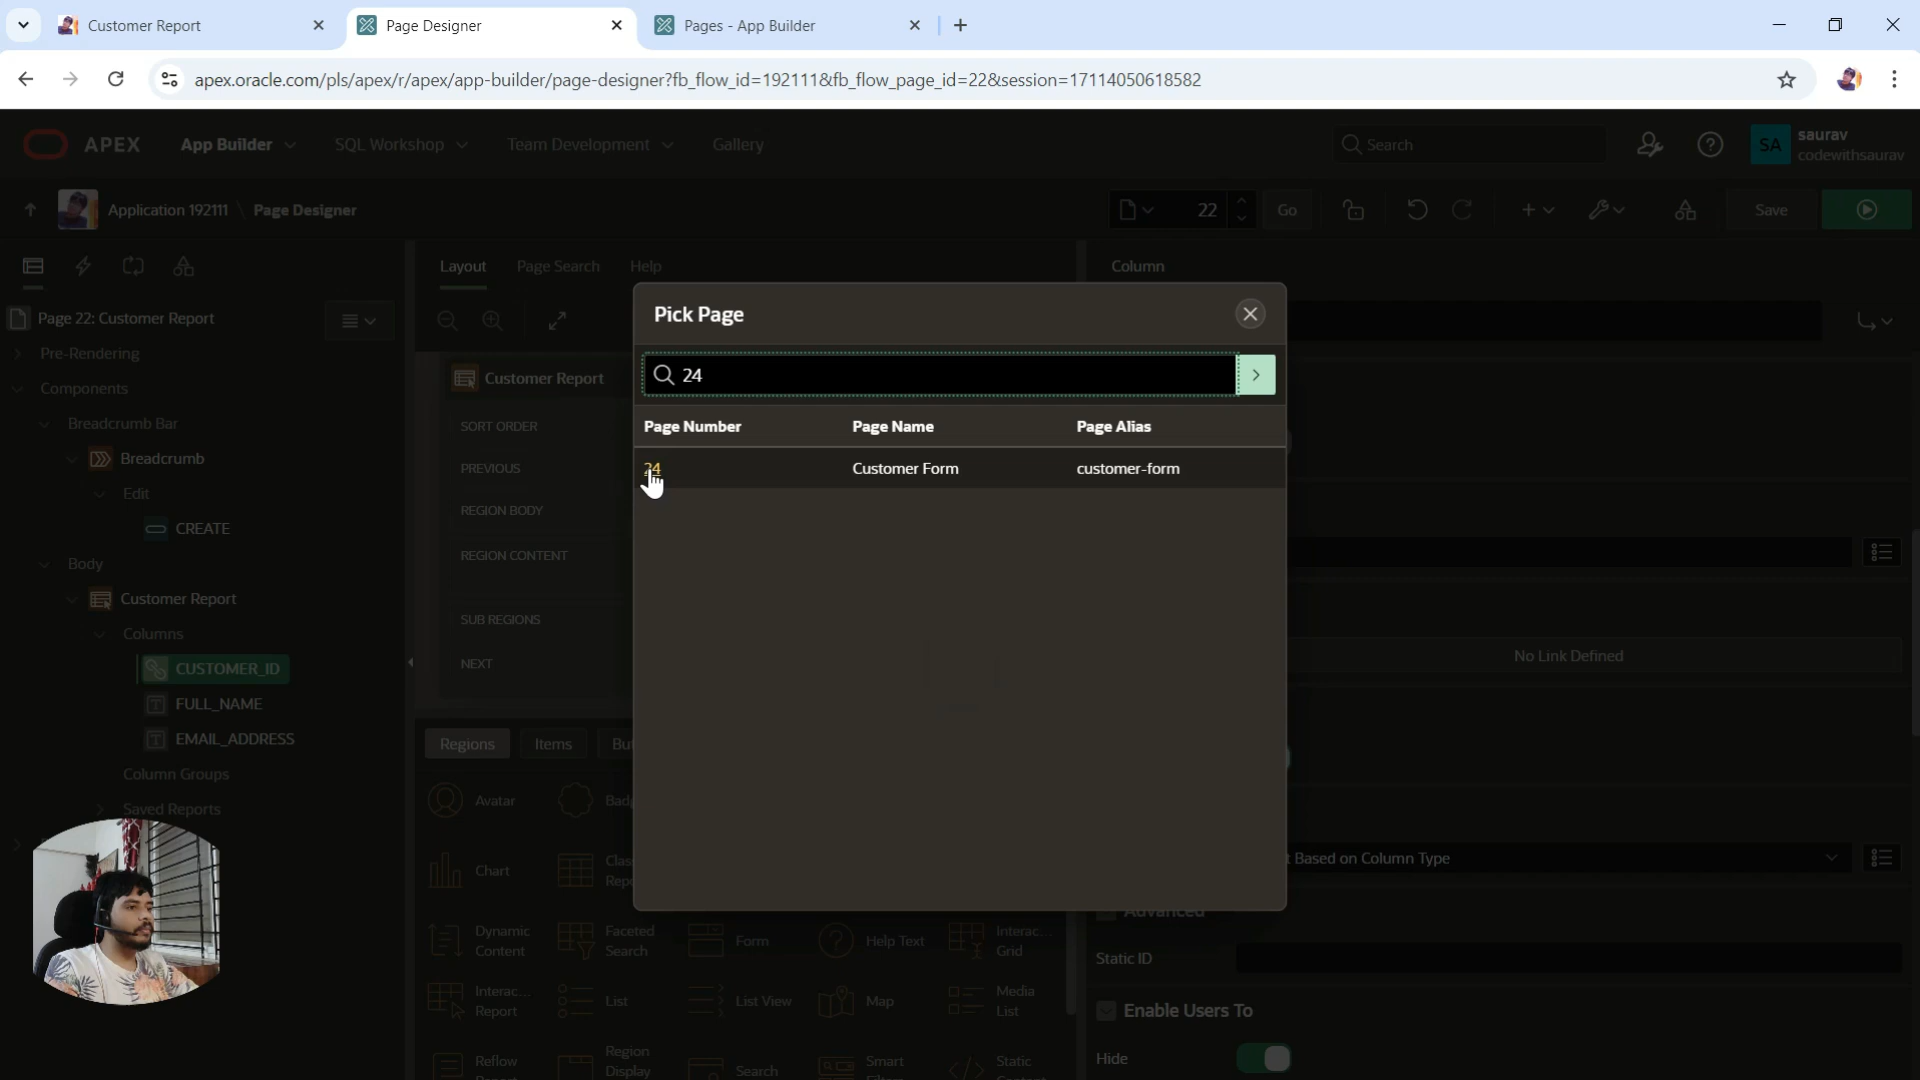 Customer Report
Page Designer
Pages - App Builder
apex.oracle.com/pls/apex/r/apex/app-builder/page-designer?fb_flow_id=192111&fb_flow_page_id=22&session=17114050618582
APEX
App Builder
SQL Workshop
Team Development
Gallery
Search
SA
saurav
codewithsaurav
Application 192111 \ Page Designer
22
Go
Save
Layout
Page Search
Help
Column
Page 22: Customer Report
Pre-Rendering
Components
Breadcrumb Bar
Breadcrumb
Edit
CREATE
Body
Customer Report
Columns
CUSTOMER_ID
FULL_NAME
EMAIL_ADDRESS
Column Groups
Saved Reports
Customer Report
SORT ORDER
PREVIOUS
REGION BODY
REGION CONTENT
SUB REGIONS
NEXT
Pick Page
24
Page Number
Page Name
Page Alias
24
Customer Form
customer-form
No Link Defined
Based on Column Type
Advanced
Static ID
Enable Users To
Hide
Regions
Items
Avatar
Chart
Dynamic Content
Faceted Search
Form
Help Text
Interac... Grid
Interac... Report
List
List View
Map
Media List
Reflow
Region Display
Search
Smart
Static